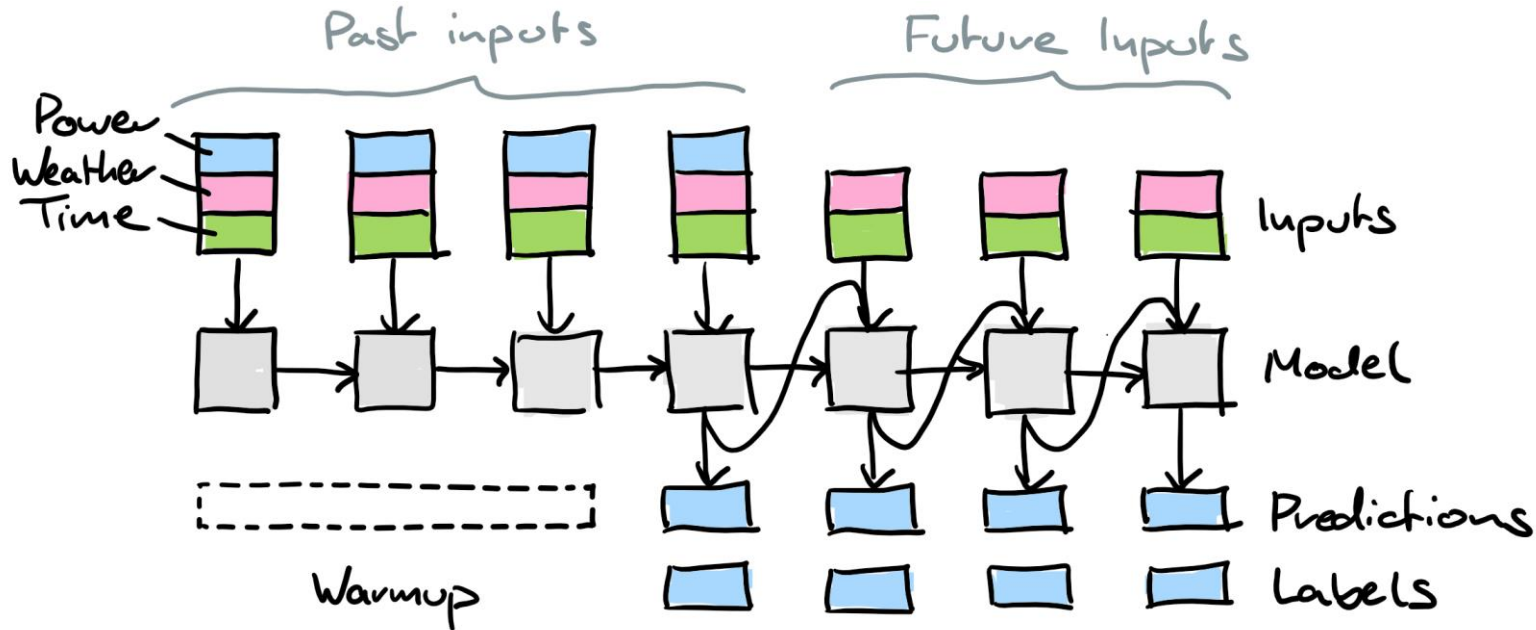 Past inputs
Future Inputs
Power
Weather
Time
Inputs
Model
Predictions
Warmup
Labels